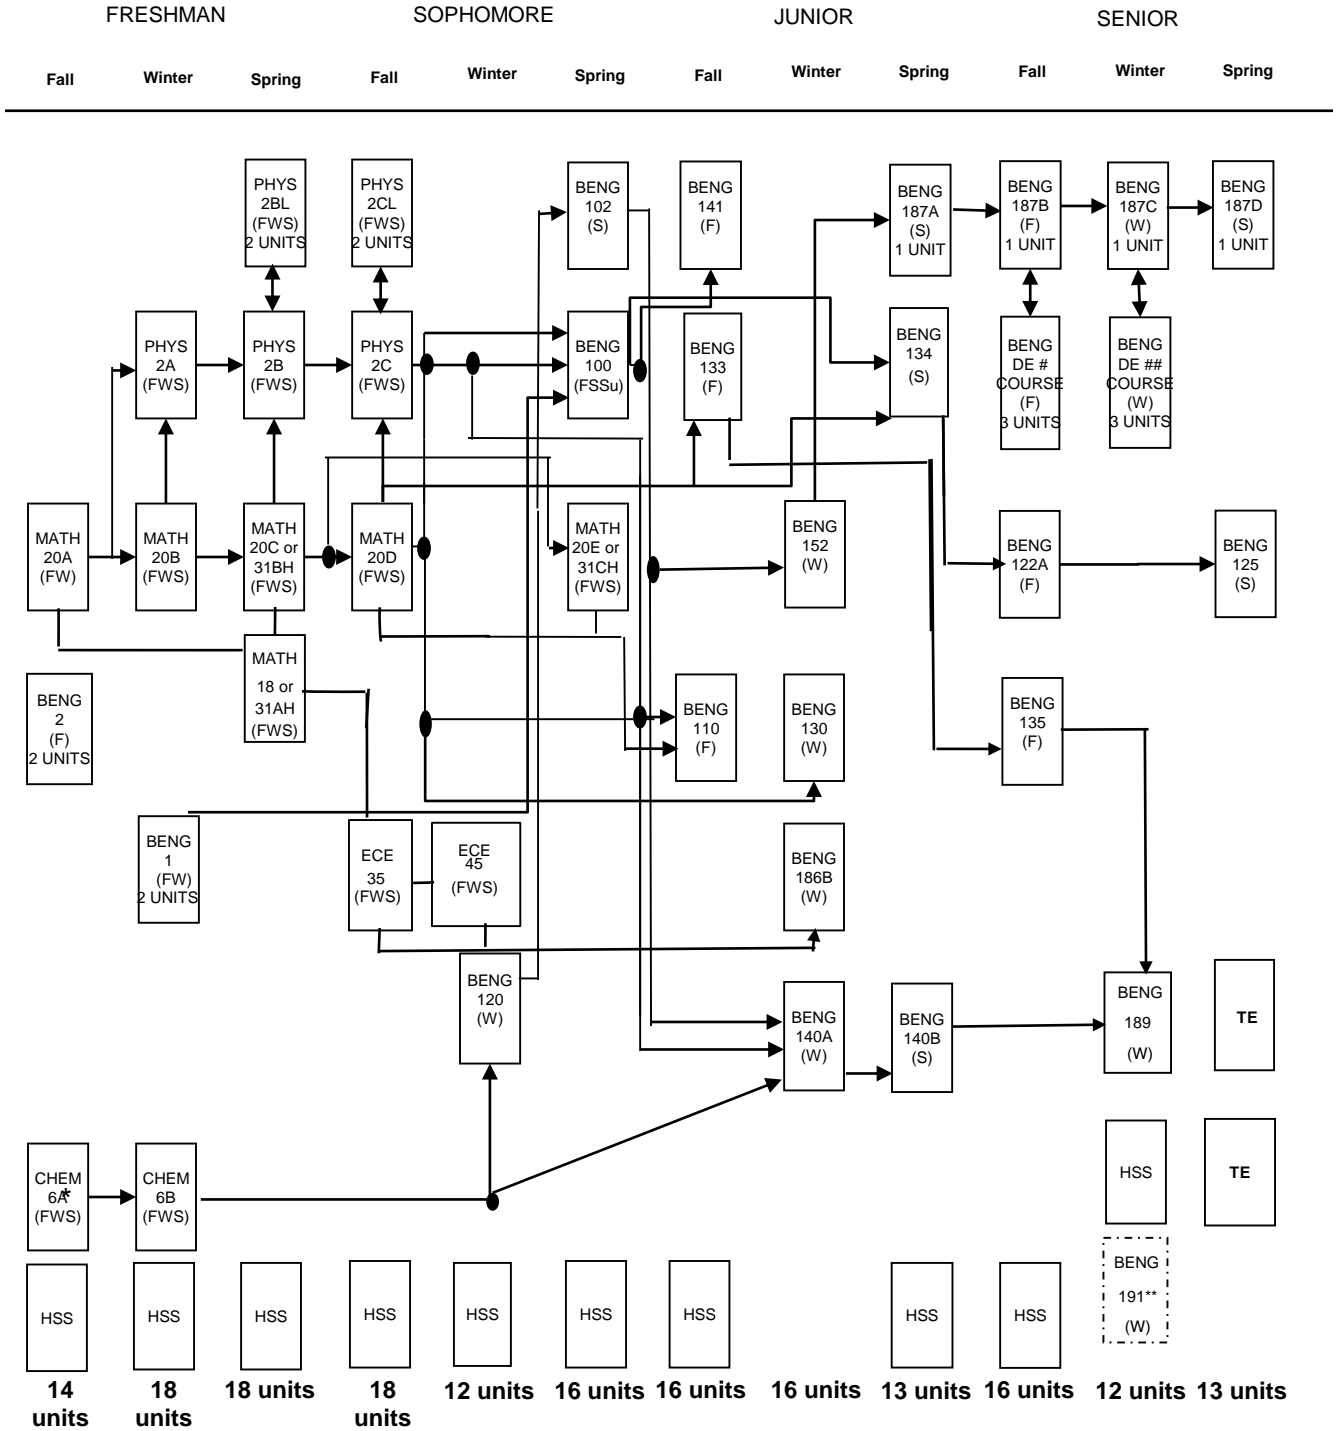 FRESHMAN SOPHOMORE JUNIOR SENIOR
Fall Winter Spring Fall Winter Spring Fall Winter Spring Fall Winter Spring
PHYS
2BL
(FWS)
2 UNITS
PHYS
2CL
(FWS)
2 UNITS
BENG
102
(S)
BENG
141
(F)
BENG
187A
(S)
1 UNIT
BENG
187B
(F)
1 UNIT
BENG
187C
(W)
1 UNIT
BENG
187D
(S)
1 UNIT
PHYS
2A
(FWS)
PHYS
2B
(FWS)
PHYS
2C
(FWS)
BENG
100
(FSSu)
BENG
133
(F)
BENG
134
(S)
BENG
DE #
COURSE
(F)
3 UNITS
BENG
DE ##
COURSE
(W)
3 UNITS
MATH
20A
(FW)
MATH
20B
(FWS)
MATH
20C or
31BH
(FWS)
MATH
20D
(FWS)
MATH
20E or
31CH
(FWS)
BENG
152
(W)
BENG
122A
(F)
BENG
125
(S)
MATH
18 or
31AH
(FWS)
BENG
2
(F)
2 UNITS
BENG
110
(F)
BENG
130
(W)
BENG
135
(F)
BENG
1
(FW)
2 UNITS
ECE
35
(FWS)
ECE
45
(FWS)
BENG
186B
(W)
BENG
120
(W)
BENG
140A
(W)
BENG
140B
(S)
BENG
189
(W)
TE
CHEM
6A*
(FWS)
CHEM
6B
(FWS)
HSS
TE
HSS
HSS
HSS
HSS
HSS
HSS
HSS
HSS
HSS
BENG
191**
(W)
14 units
18 units
18 units
18 units
12 units
16 units
16 units
16 units
13 units
16 units
12 units
13 units